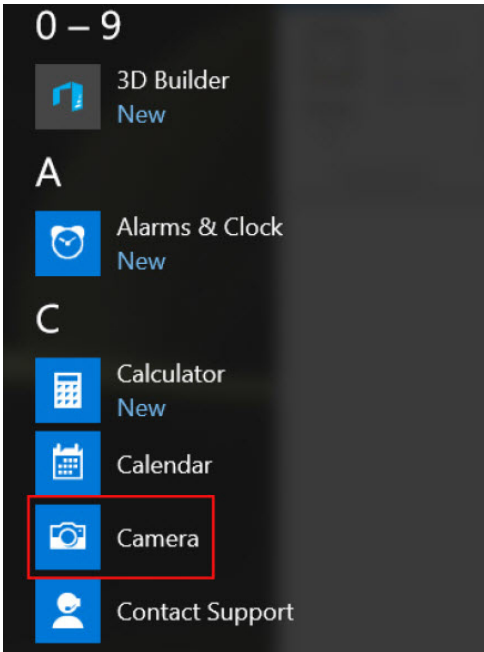 0 – 9
3D Builder
New
A
Alarms & Clock
New
C
Calculator
New
Calendar
Camera
Contact Support